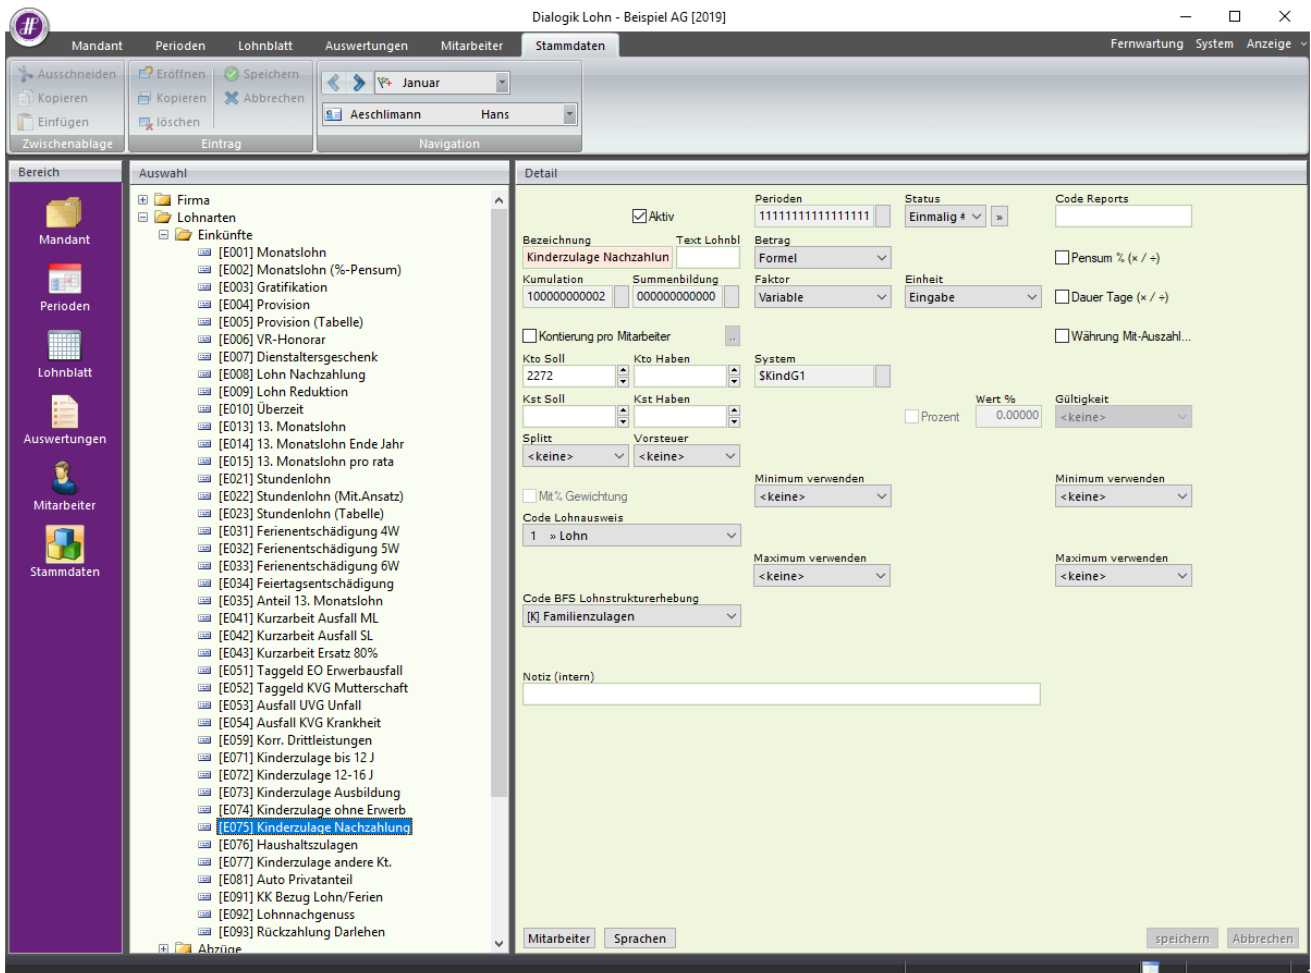 Dialogik Lohn - Beispiel AG [2019]
Mandant Perioden Lohnblatt Auswertungen Mitarbeiter Stammdaten Fernwartung System Anzeige
Ausschneiden Eröffnen Speichern
Januar
Kopieren Kopieren Abbrechen
Einfügen löschen
Aeschlimann Hans
Zwischenablage Eintrag Navigation
Bereich
Mandant
Perioden
Lohnblatt
Auswertungen
Mitarbeiter
Stammdaten
Auswahl
Firma
Lohnarten
Einkünfte
[E001] Monatslohn
[E002] Monatslohn (%-Pensum)
[E003] Gratifikation
[E004] Provision
[E005] Provision (Tabelle)
[E006] VR-Honorar
[E007] Dienstaltersgeschenk
[E008] Lohn Nachzahlung
[E009] Lohn Reduktion
[E010] Überzeit
[E013] 13. Monatslohn
[E014] 13. Monatslohn Ende Jahr
[E015] 13. Monatslohn pro rata
[E021] Stundenlohn
[E022] Stundenlohn (Mit.Ansatz)
[E023] Stundenlohn (Tabelle)
[E031] Ferienentschädigung 4W
[E032] Ferienentschädigung 5W
[E033] Ferienentschädigung 6W
[E034] Feiertagsentschädigung
[E035] Anteil 13. Monatslohn
[E041] Kurzarbeit Ausfall ML
[E042] Kurzarbeit Ausfall SL
[E043] Kurzarbeit Ersatz 80%
[E051] Taggeld EO Erwerbausfall
[E052] Taggeld KVG Mutterschaft
[E053] Ausfall UVG Unfall
[E054] Ausfall KVG Krankheit
[E059] Korr. Drittleistungen
[E071] Kinderzulage bis 12 J
[E072] Kinderzulage 12-16 J
[E073] Kinderzulage Ausbildung
[E074] Kinderzulage ohne Erwerb
[E075] Kinderzulage Nachzahlung
[E076] Haushaltszulagen
[E077] Kinderzulage andere Kt.
[E081] Auto Privatanteil
[E091] KK Bezug Lohn/Ferien
[E092] Lohnnachgenuss
[E093] Rückzahlung Darlehen
Abzüge
Detail
Perioden Status Code Reports
Aktiv 11111111111111111 Einmalig »
Bezeichnung Text Lohnbl Betrag
Kinderzulage Nachzahlun Formel Pensum % (× / ÷)
Kumulation Summenbildung Faktor Einheit
100000000002 000000000000 Variable Eingabe Dauer Tage (× / ÷)
Kontierung pro Mitarbeiter .. Währung Mit-Auszahl...
Kto Soll Kto Haben System
2272 SKindG1
Kst Soll Kst Haben Wert % Gültigkeit
Prozent 0.00000 <keine>
Splitt Vorsteuer
<keine> <keine>
Minimum verwenden Minimum verwenden
Mit% Gewichtung <keine> <keine>
Code Lohnausweis
1 » Lohn
Maximum verwenden Maximum verwenden
<keine> <keine>
Code BFS Lohnstrukturerhebung
[K] Familienzulagen
Notiz (intern)
Mitarbeiter Sprachen speichern Abbrechen